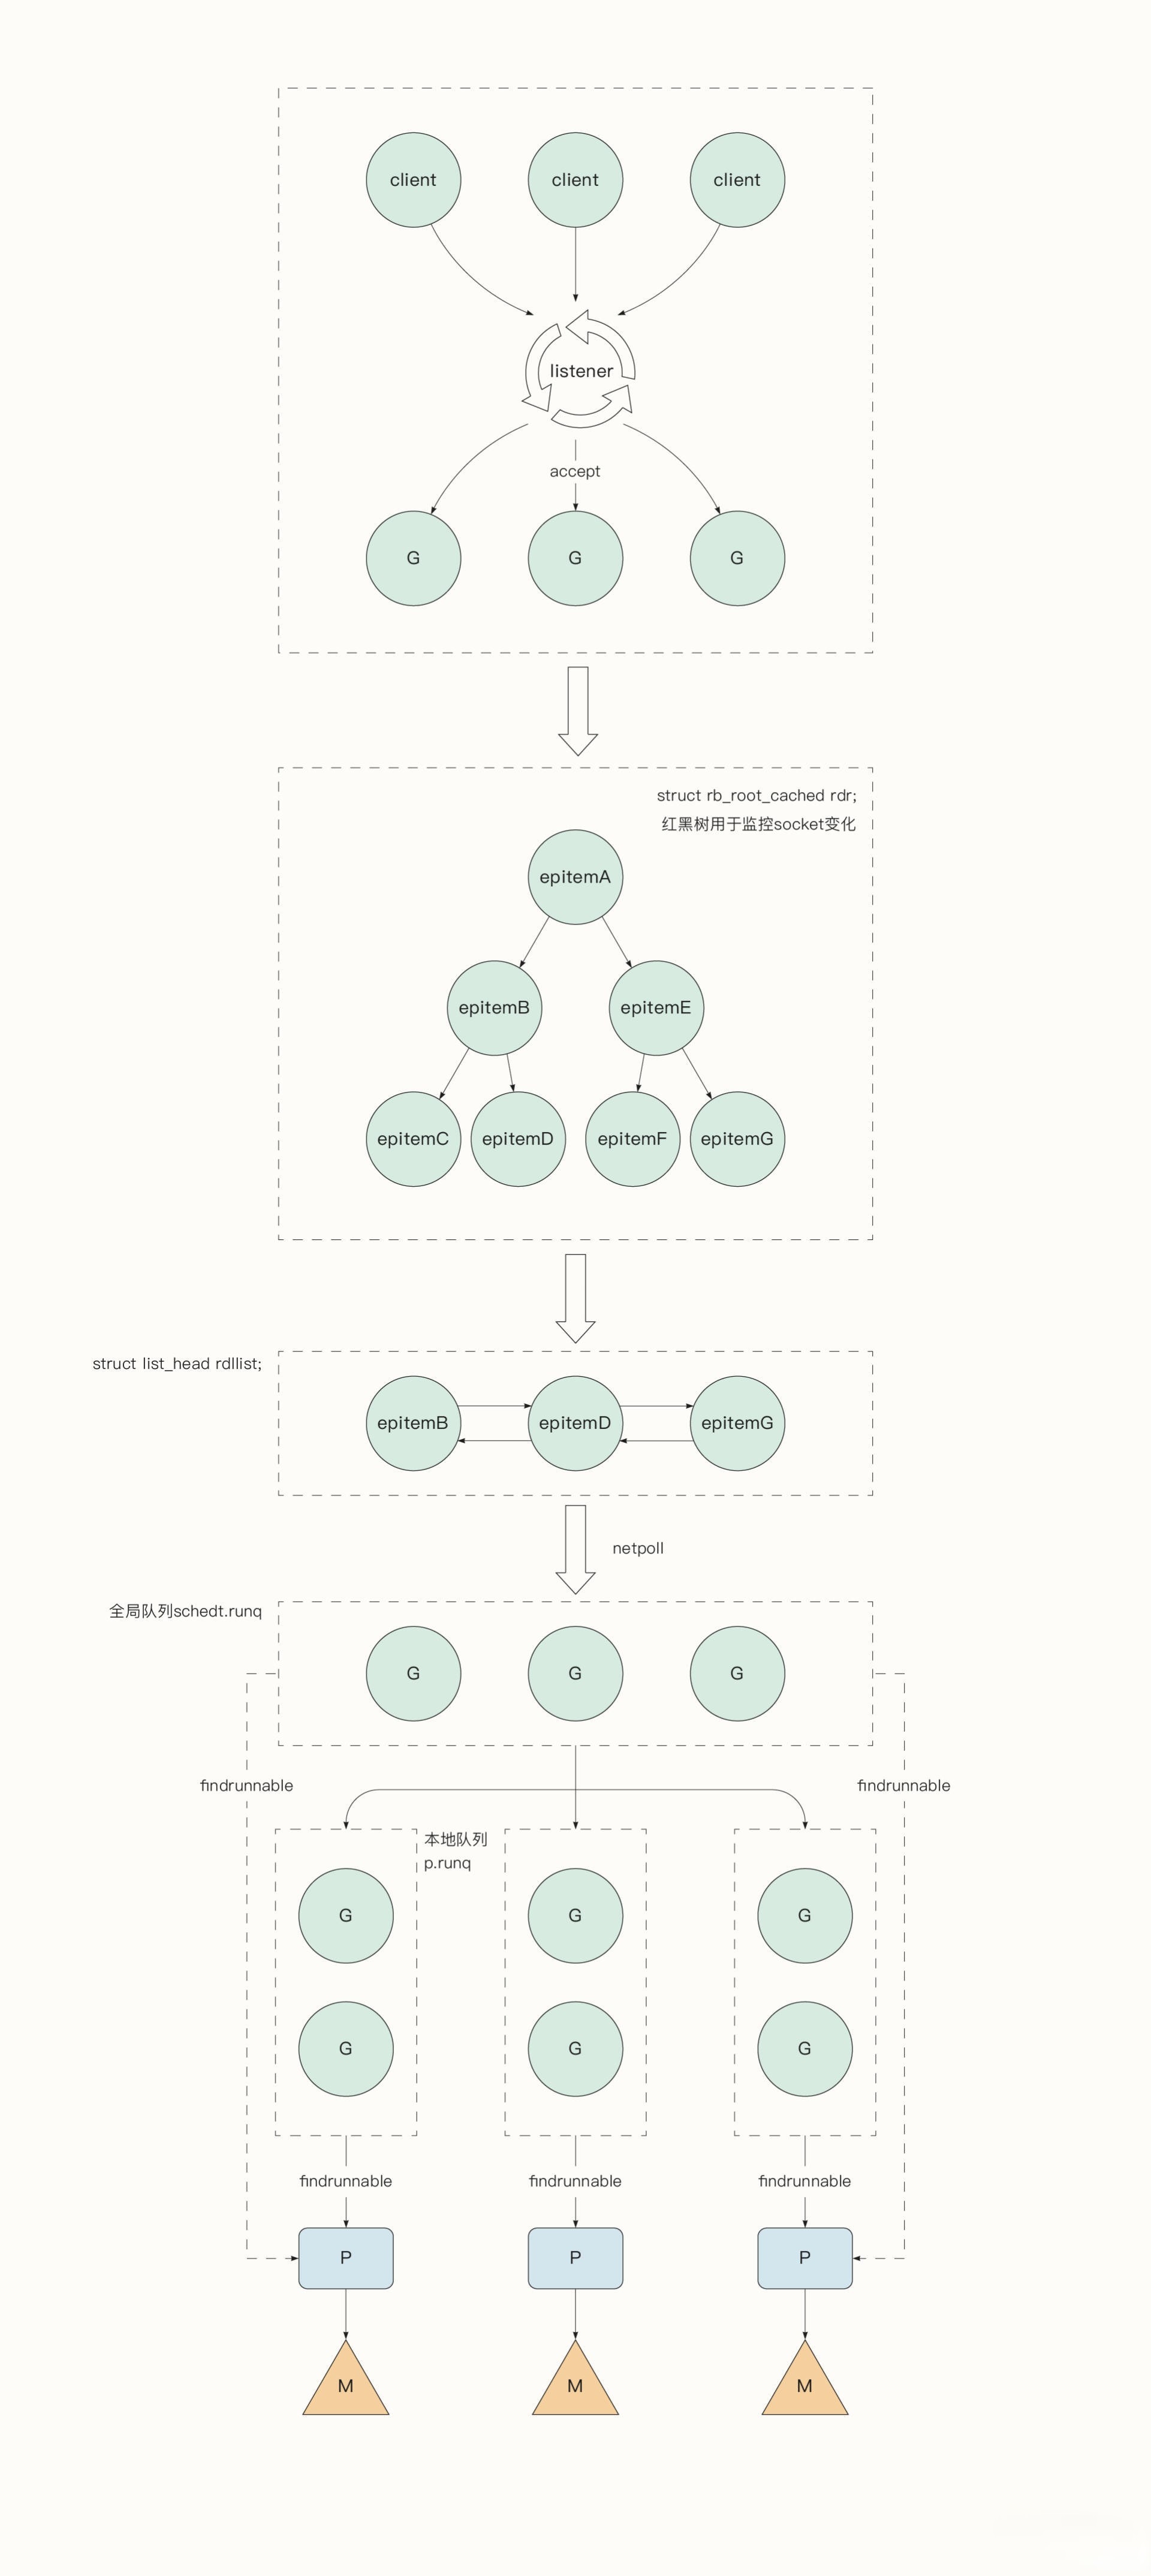 client
client
client
listener
accept
G
G
G
struct rb_root_cached rdr;
红黑树用于监控socket变化
epitemA
epitemB
epitemE
epitemC
epitemD
epitemF
epitemG
struct list_head rdllist;
epitemB
epitemD
epitemG
netpoll
全局队列schedt.runq
G
G
G
findrunnable
findrunnable
本地队列
p.runq
G
G
G
G
G
G
findrunnable
findrunnable
findrunnable
P
P
P
M
M
M